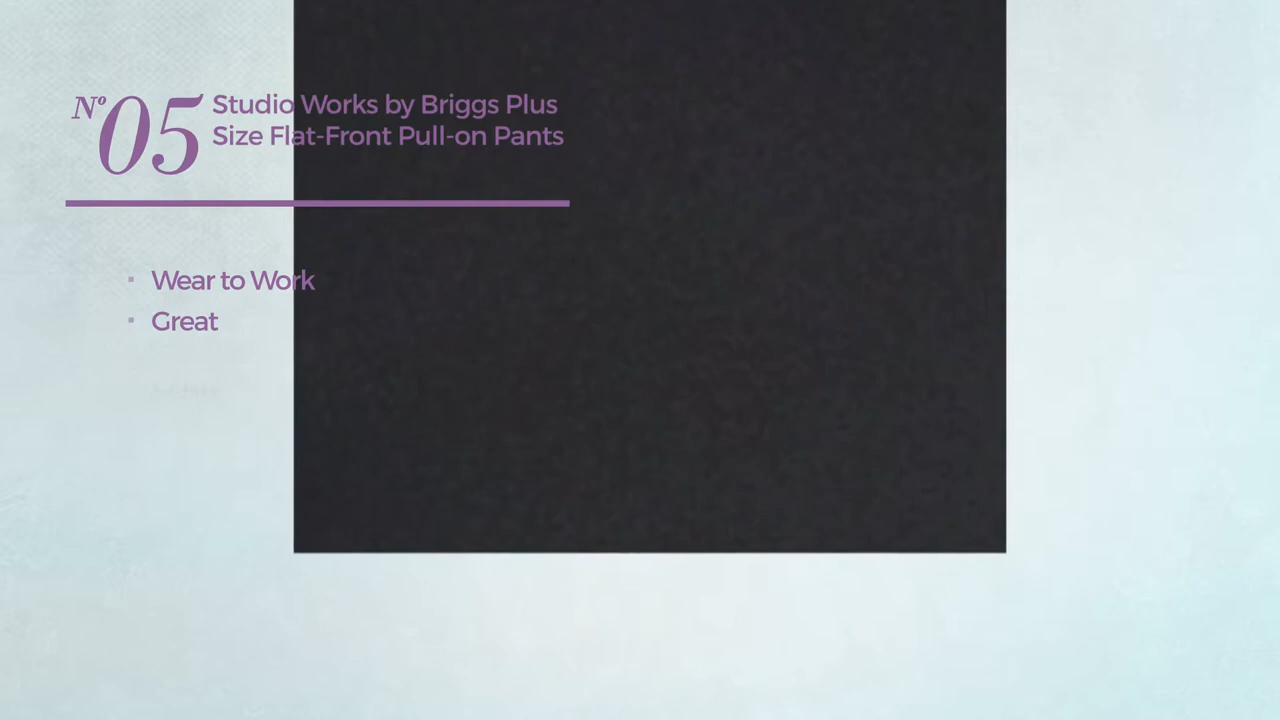 Nº05
Studio Works by Briggs Plus
Size Flat-Front Pull-on Pants
Wear to Work
Great